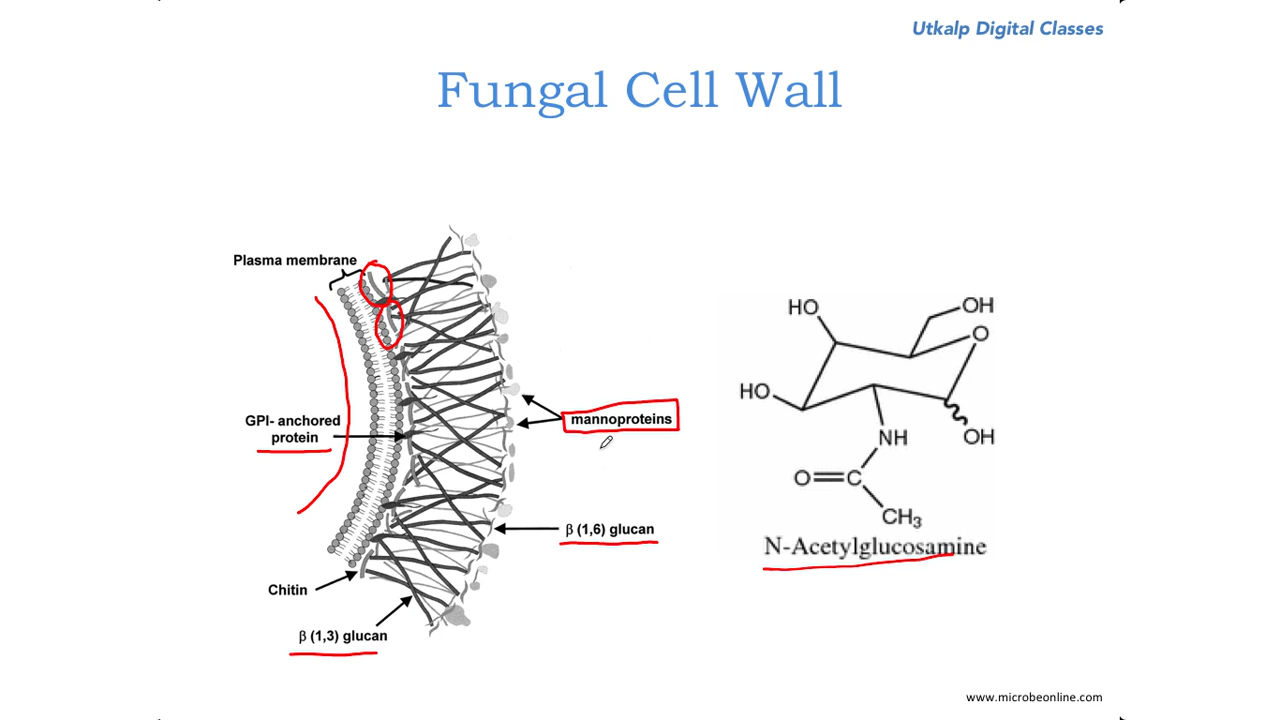 Utkalp Digital Classes
Fungal Cell Wall
Plasma membrane
GPI- anchored
protein
mannoproteins
β (1,6) glucan
Chitin
β (1,3) glucan
HO
OH
O
HO
NH
OH
O
C
CH3
N-Acetylglucosamine
www.microbeonline.com